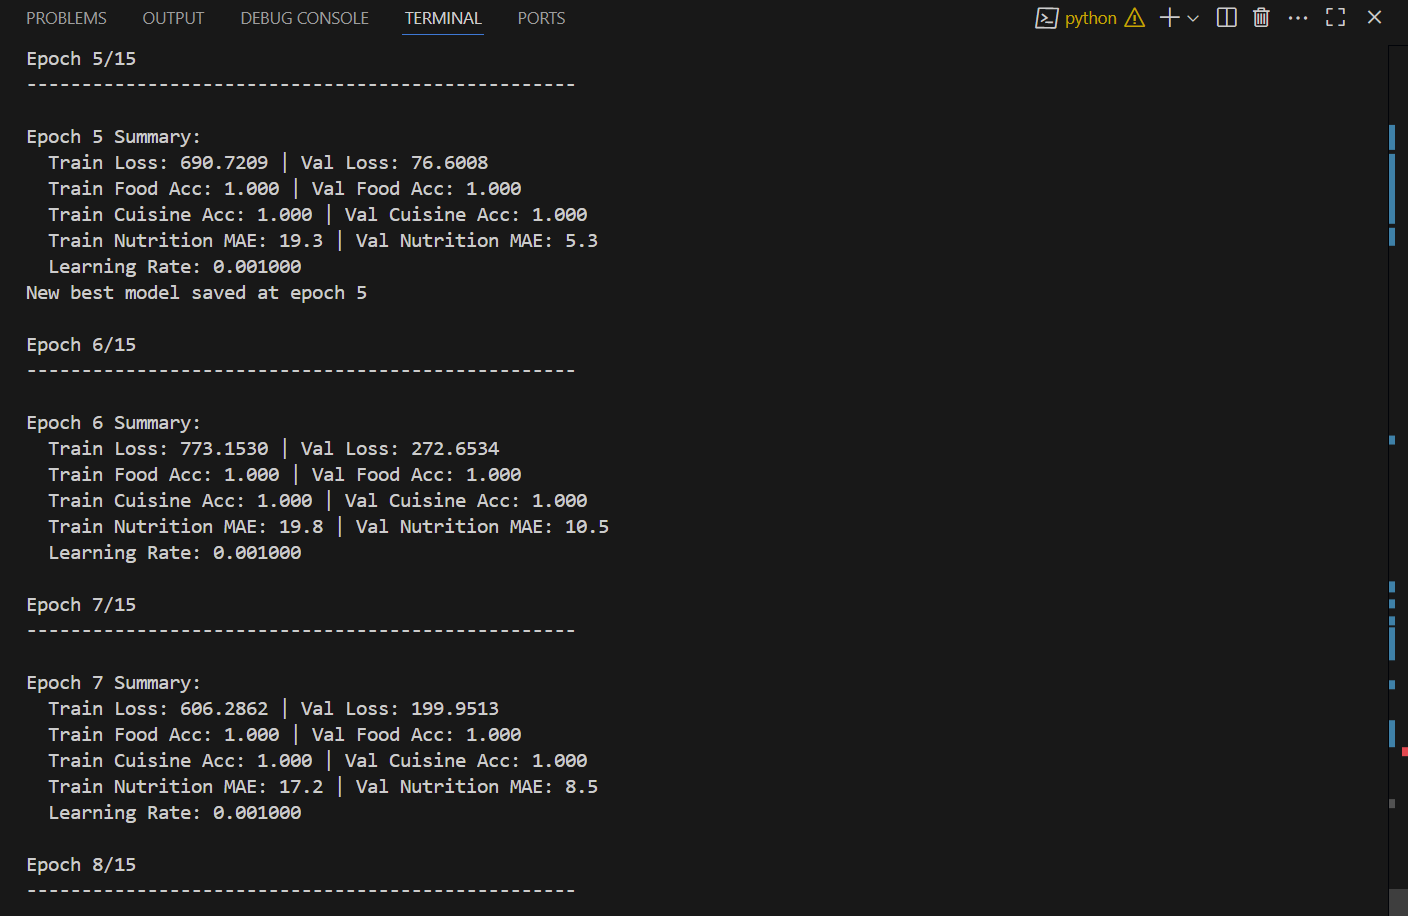 PROBLEMS OUTPUT DEBUG CONSOLE TERMINAL PORTS python
Epoch 5/15
--------------------------------------------------
Epoch 5 Summary:
Train Loss: 690.7209 | Val Loss: 76.6008
Train Food Acc: 1.000 | Val Food Acc: 1.000
Train Cuisine Acc: 1.000 | Val Cuisine Acc: 1.000
Train Nutrition MAE: 19.3 | Val Nutrition MAE: 5.3
Learning Rate: 0.001000
New best model saved at epoch 5
Epoch 6/15
--------------------------------------------------
Epoch 6 Summary:
Train Loss: 773.1530 | Val Loss: 272.6534
Train Food Acc: 1.000 | Val Food Acc: 1.000
Train Cuisine Acc: 1.000 | Val Cuisine Acc: 1.000
Train Nutrition MAE: 19.8 | Val Nutrition MAE: 10.5
Learning Rate: 0.001000
Epoch 7/15
--------------------------------------------------
Epoch 7 Summary:
Train Loss: 606.2862 | Val Loss: 199.9513
Train Food Acc: 1.000 | Val Food Acc: 1.000
Train Cuisine Acc: 1.000 | Val Cuisine Acc: 1.000
Train Nutrition MAE: 17.2 | Val Nutrition MAE: 8.5
Learning Rate: 0.001000
Epoch 8/15
--------------------------------------------------